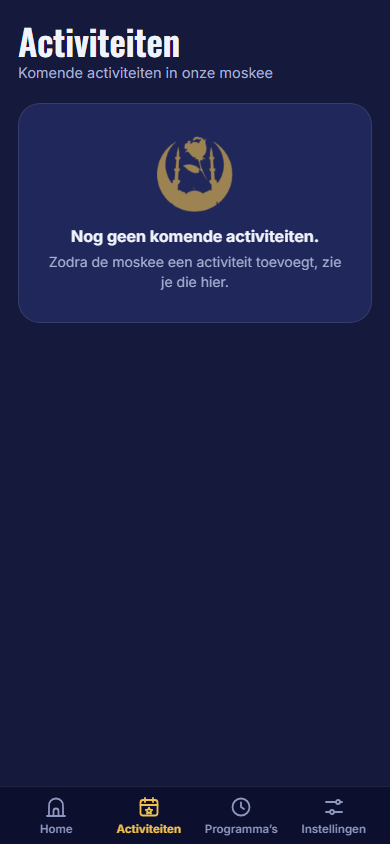 Activiteiten
Komende activiteiten in onze moskee
Nog geen komende activiteiten.
Zodra de moskee een activiteit toevoegt, zie
je die hier.
Home
Activiteiten
Programma's
Instellingen